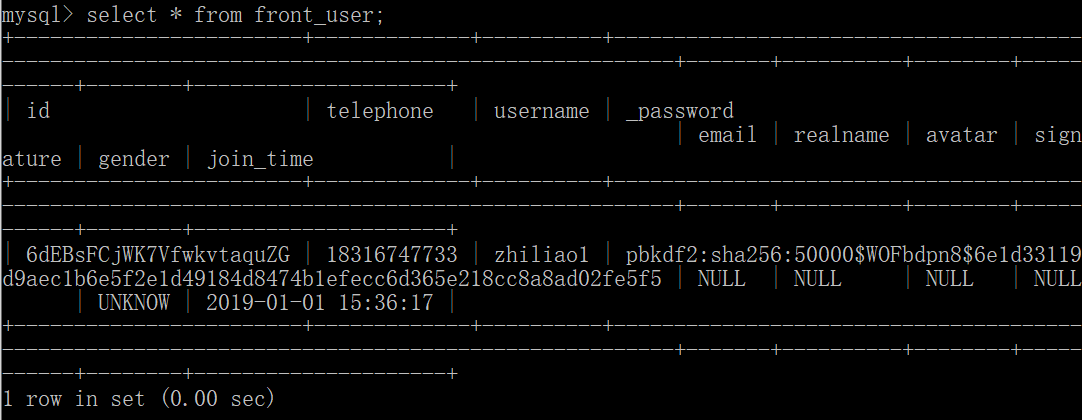 mysql> select * from front_user;
+------------------------+-------------+----------+---------------------------------------
--------------------------------------------------------+-------+----------+--------+-----
------+--------+---------------------+
| id                     | telephone   | username | _password
                                                        | email | realname | avatar | sign
ature | gender | join_time           |
+------------------------+-------------+----------+---------------------------------------
--------------------------------------------------------+-------+----------+--------+-----
------+--------+---------------------+
| 6dEBsFCjWK7VfwkvtaquZG | 18316747733 | zhiliao1 | pbkdf2:sha256:50000$WOFbdpn8$6e1d33119
d9aec1b6e5f2e1d49184d8474b1efecc6d365e218cc8a8ad02fe5f5 | NULL  | NULL     | NULL   | NULL
      | UNKNOW | 2019-01-01 15:36:17 |
+------------------------+-------------+----------+---------------------------------------
--------------------------------------------------------+-------+----------+--------+-----
------+--------+---------------------+
1 row in set (0.00 sec)